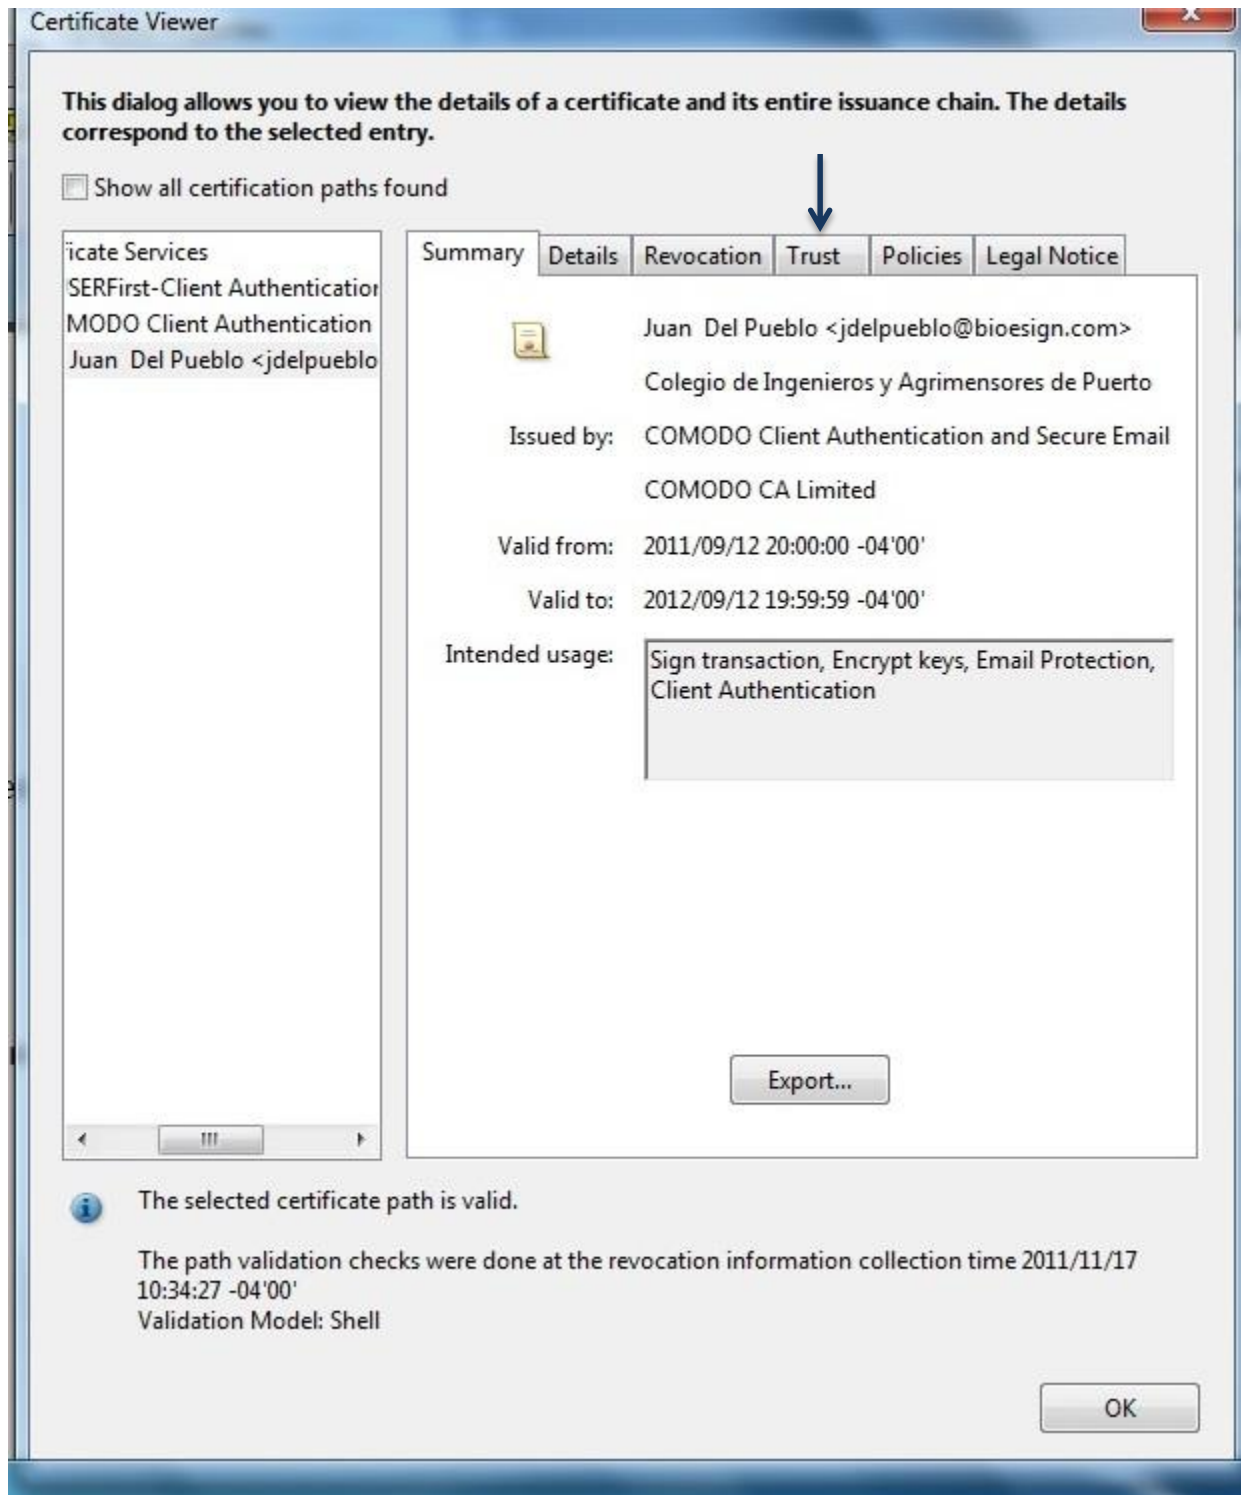 Certificate Viewer
This dialog allows you to view the details of a certificate and its entire issuance chain. The details
correspond to the selected entry.
Show all certification paths found
icate Services
SERFirst-Client Authentication
MODO Client Authentication
Juan Del Pueblo <jdelpueblo
Summary Details Revocation Trust Policies Legal Notice
Juan Del Pueblo <jdelpueblo@bioesign.com>
Colegio de Ingenieros y Agrimensores de Puerto
Issued by: COMODO Client Authentication and Secure Email
COMODO CA Limited
Valid from: 2011/09/12 20:00:00 -04'00'
Valid to: 2012/09/12 19:59:59 -04'00'
Intended usage: Sign transaction, Encrypt keys, Email Protection,
Client Authentication
Export...
The selected certificate path is valid.
The path validation checks were done at the revocation information collection time 2011/11/17
10:34:27 -04'00'
Validation Model: Shell
OK